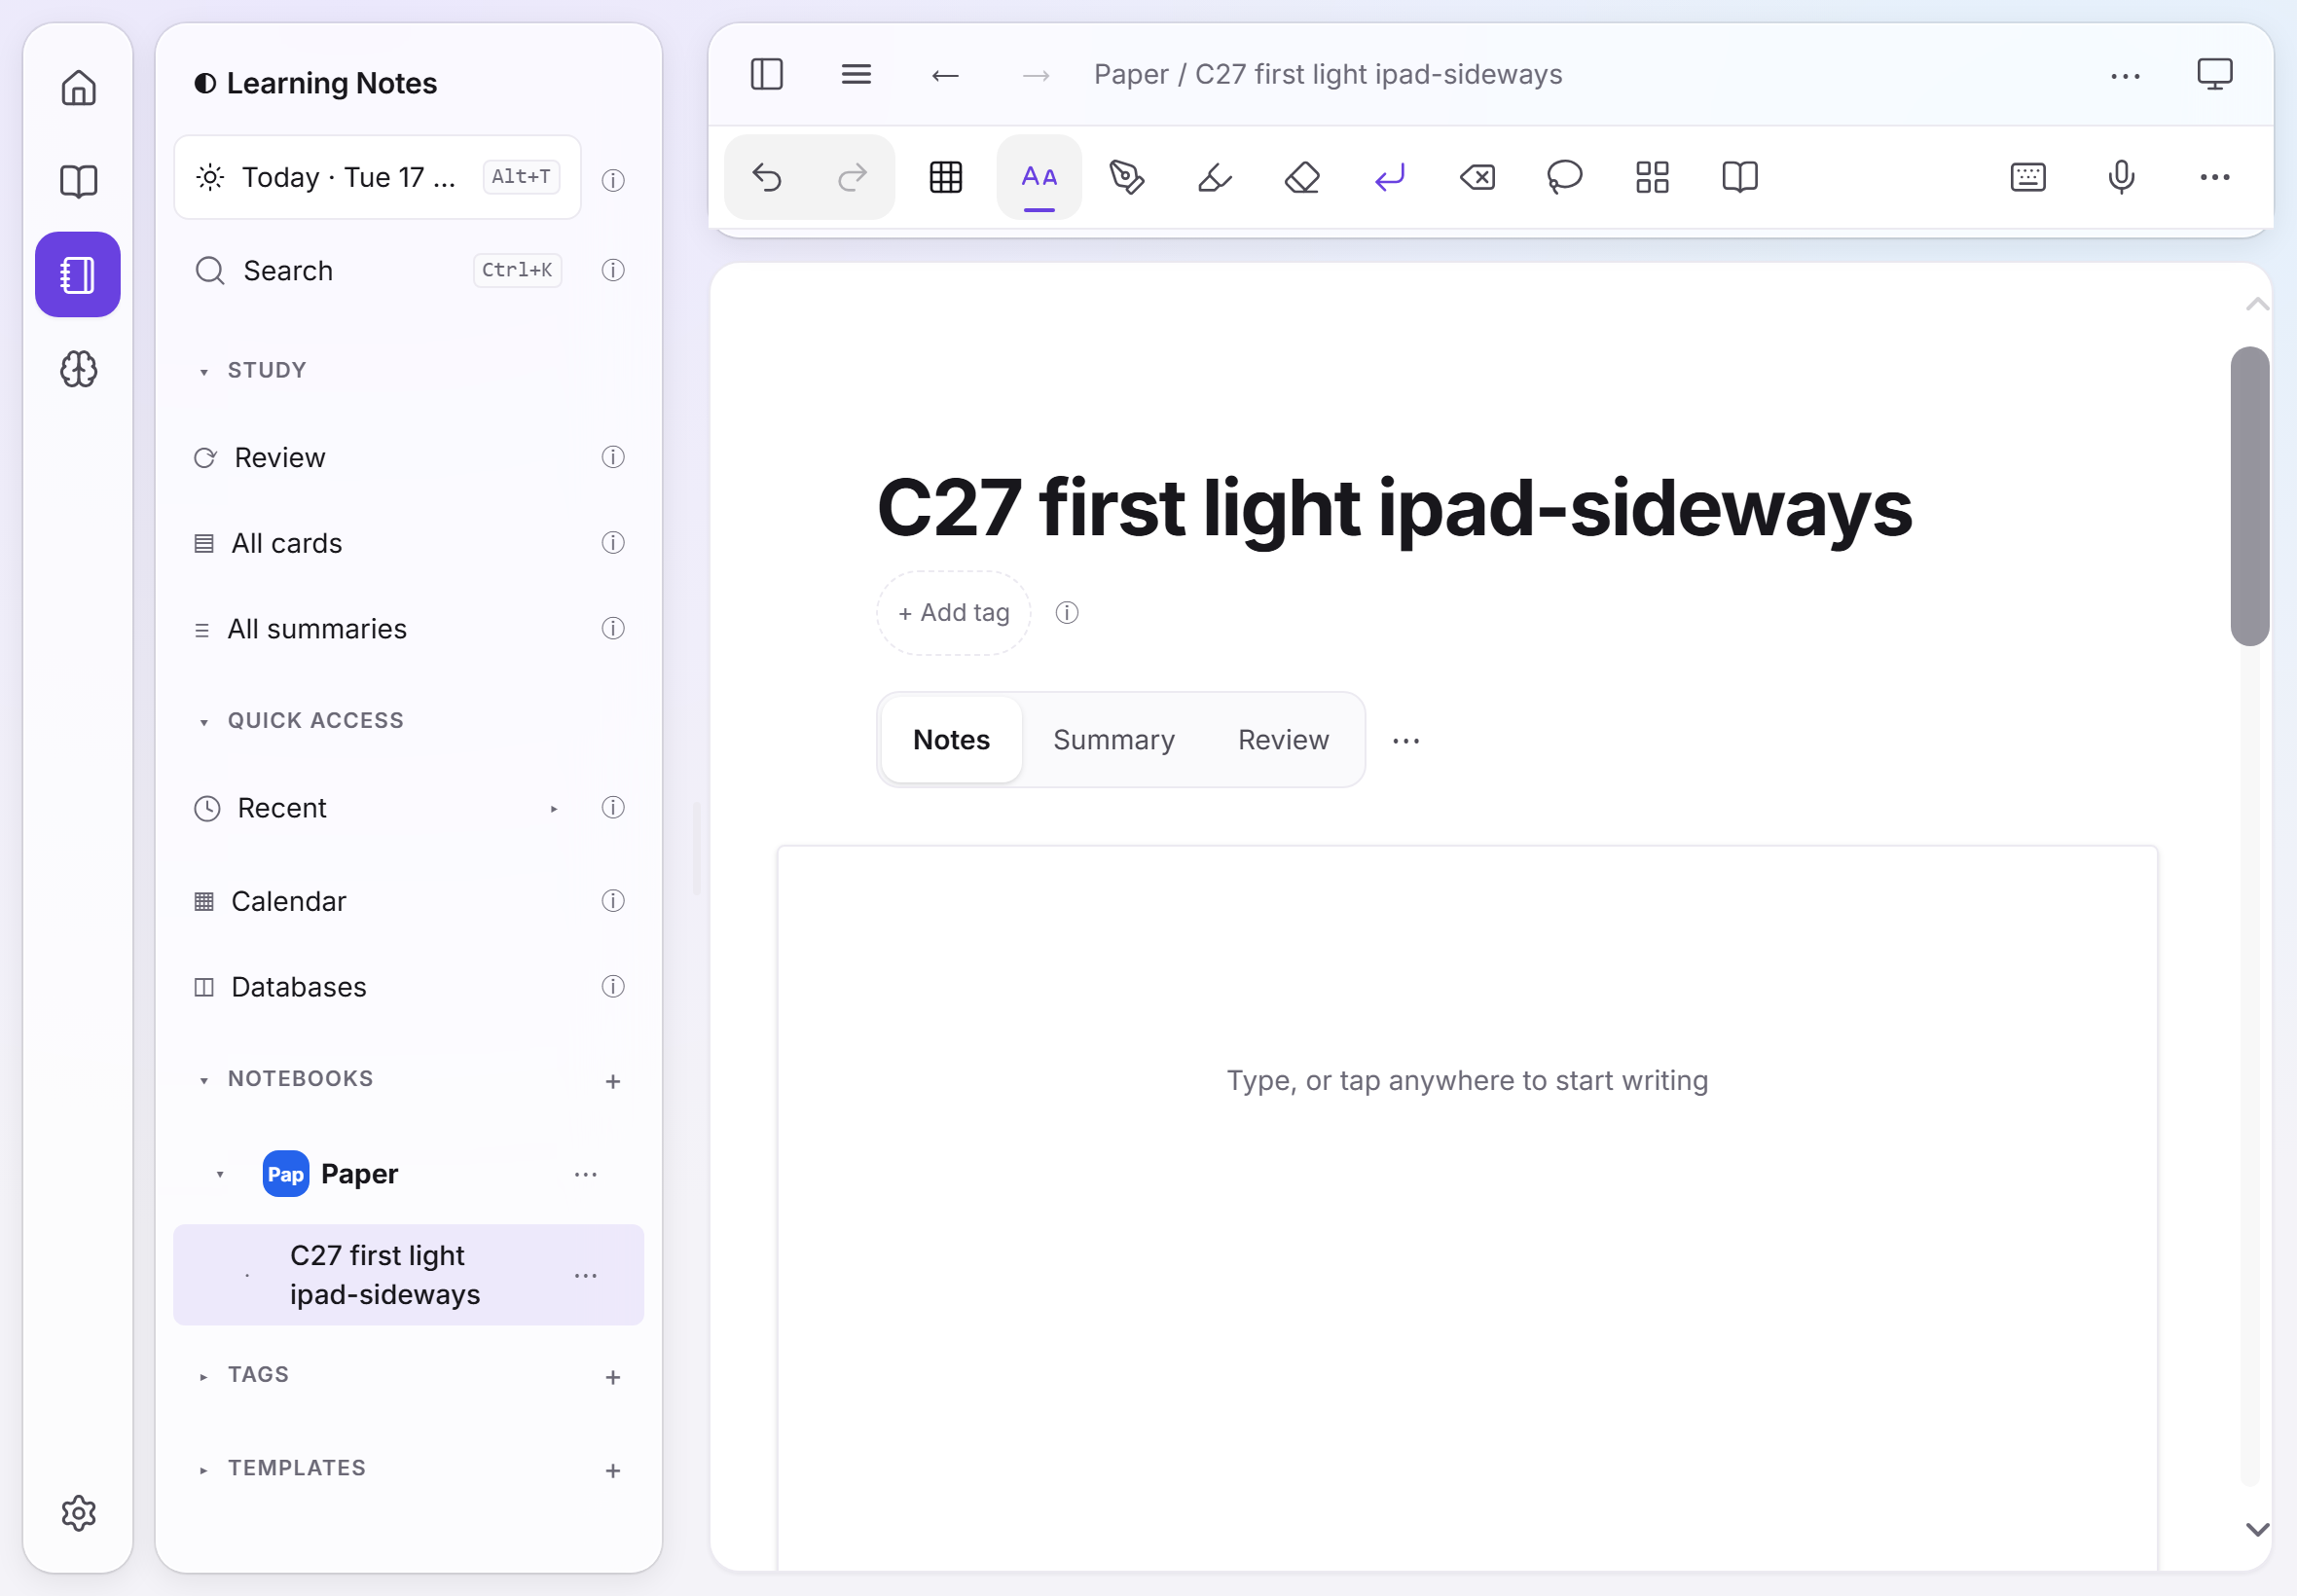 Learning Notes
Today · Tue 17 ...
Alt+T
Search
Ctrl+K
STUDY
Review
All cards
All summaries
QUICK ACCESS
Recent
Calendar
Databases
NOTEBOOKS
Pap Paper
C27 first light
ipad-sideways
TAGS
TEMPLATES
Paper / C27 first light ipad-sideways
AA
C27 first light ipad-sideways
+ Add tag
Notes
Summary
Review
Type, or tap anywhere to start writing